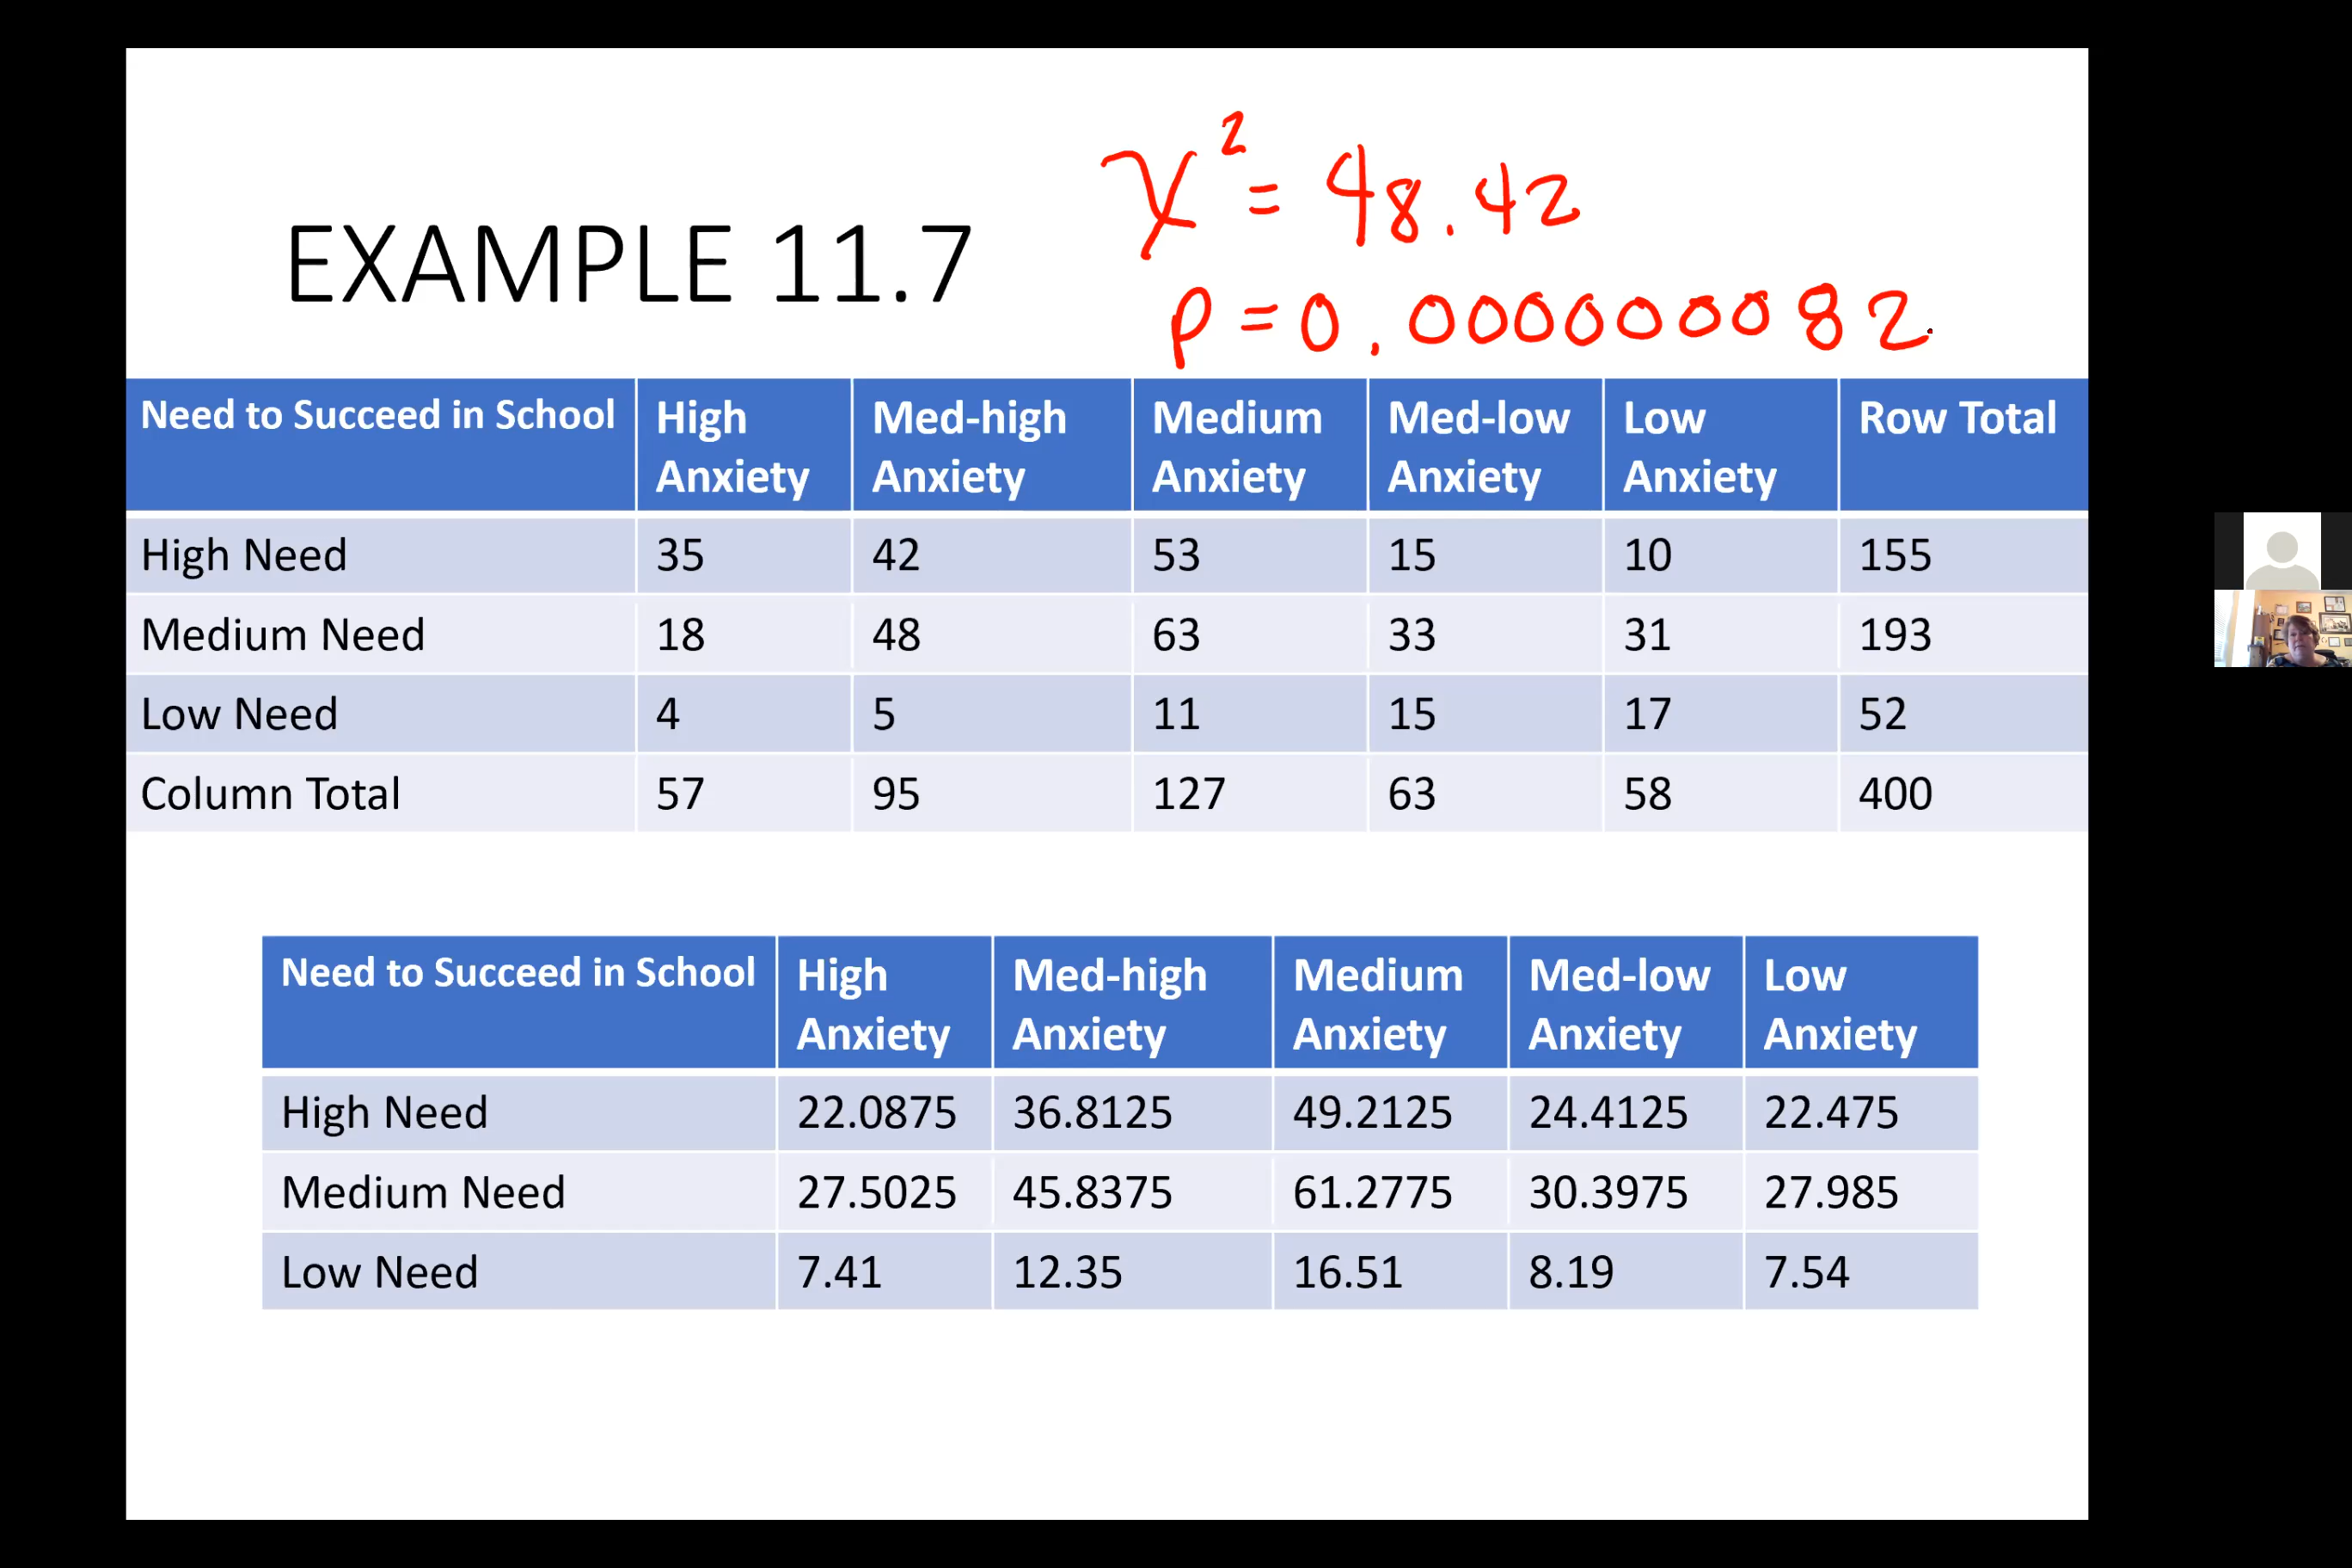 χ² = 48.42
EXAMPLE 11.7
p = 0.000000082
Need to Succeed in School High Anxiety Med-high Anxiety Medium Anxiety Med-low Anxiety Low Anxiety Row Total
High Need 35 42 53 15 10 155
Medium Need 18 48 63 33 31 193
Low Need 4 5 11 15 17 52
Column Total 57 95 127 63 58 400
Need to Succeed in School High Anxiety Med-high Anxiety Medium Anxiety Med-low Anxiety Low Anxiety
High Need 22.0875 36.8125 49.2125 24.4125 22.475
Medium Need 27.5025 45.8375 61.2775 30.3975 27.985
Low Need 7.41 12.35 16.51 8.19 7.54